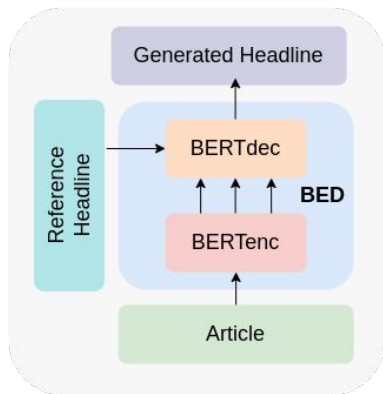 Generated Headline
Reference
Headline
BERTdec
BED
BERTenc
Article